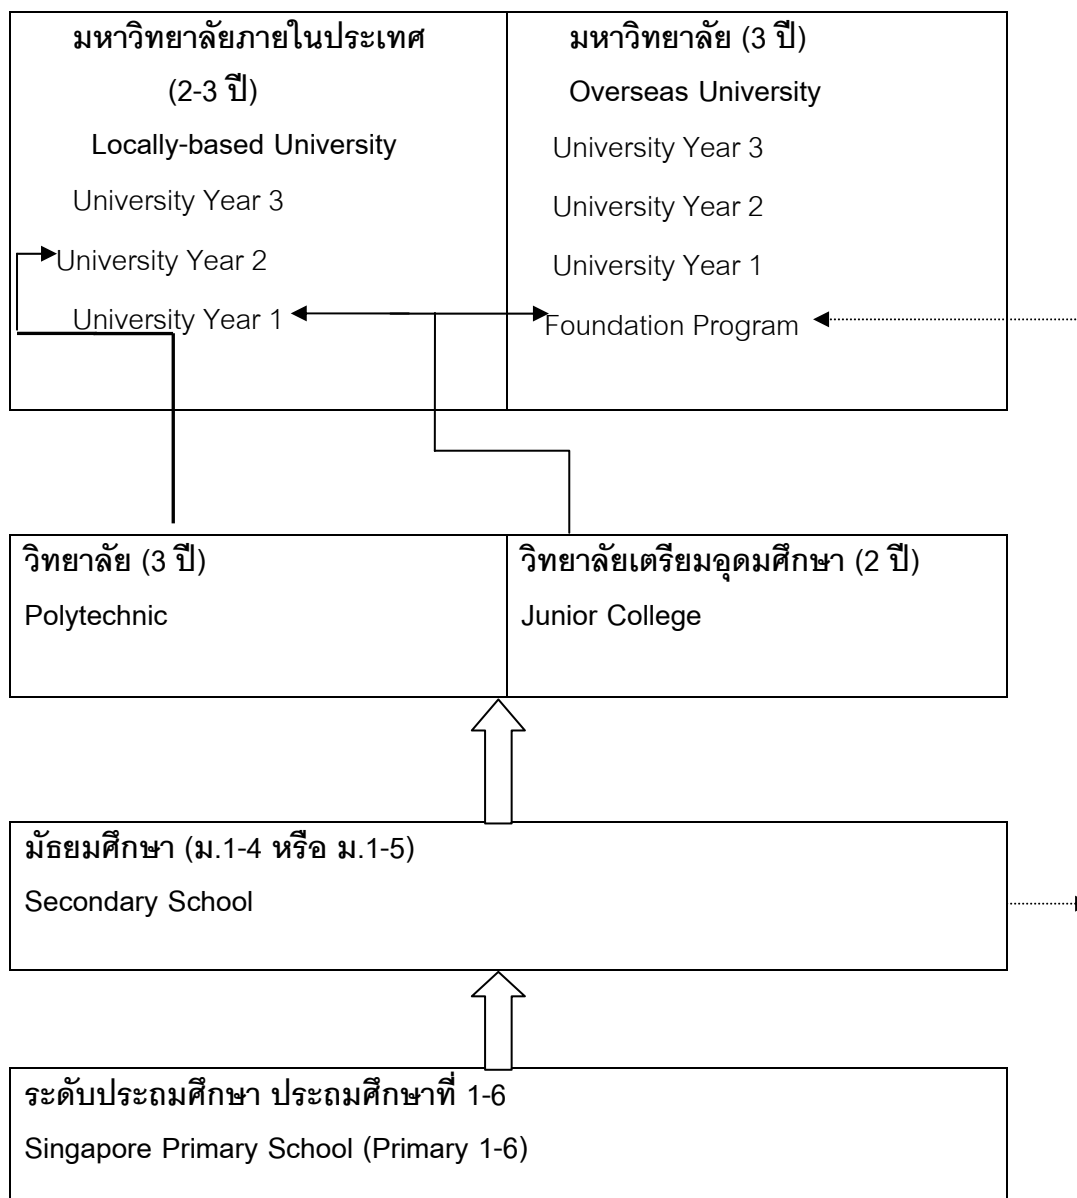 มหาวิทยาลัยภายในประเทศ
(2-3 ปี)
Locally-based University
University Year 3
University Year 2
University Year 1
มหาวิทยาลัย (3 ปี)
Overseas University
University Year 3
University Year 2
University Year 1
Foundation Program
วิทยาลัย (3 ปี)
Polytechnic
วิทยาลัยเตรียมอุดมศึกษา (2 ปี)
Junior College
มัธยมศึกษา (ม.1-4 หรือ ม.1-5)
Secondary School
ระดับประถมศึกษา ประถมศึกษาที่ 1-6
Singapore Primary School (Primary 1-6)